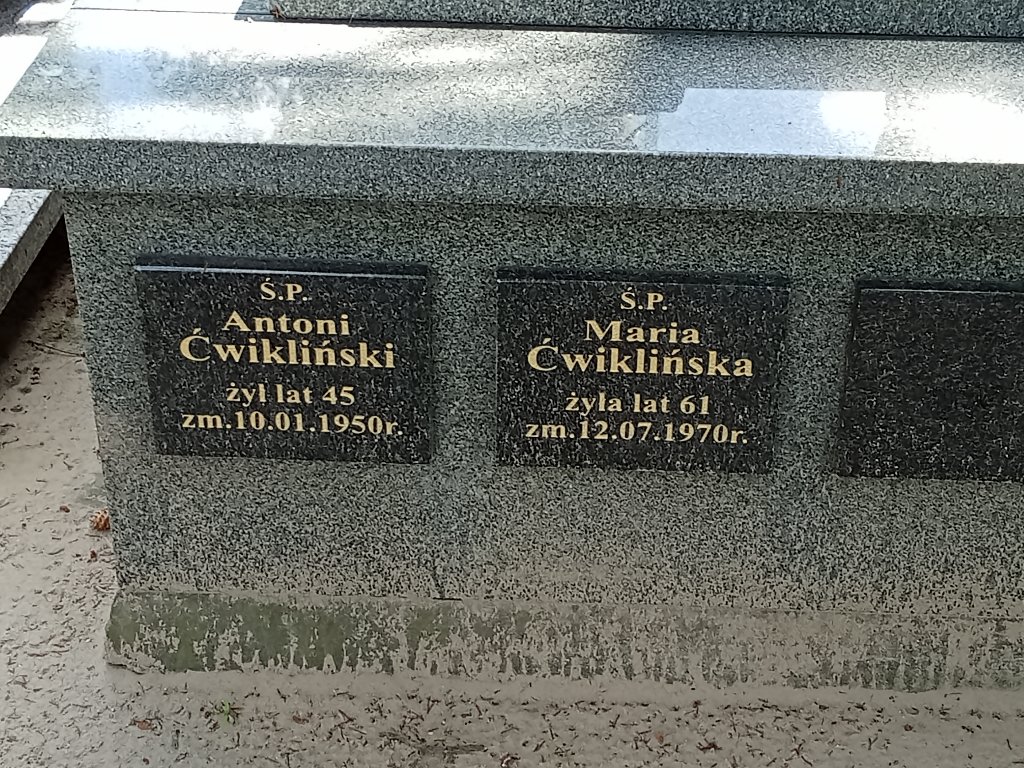 Ś.P.
Antoni
Ćwikliński
żył lat 45
zm.10.01.1950r.
Ś.P.
Maria
Ćwiklińska
żyła lat 61
zm.12.07.1970r.